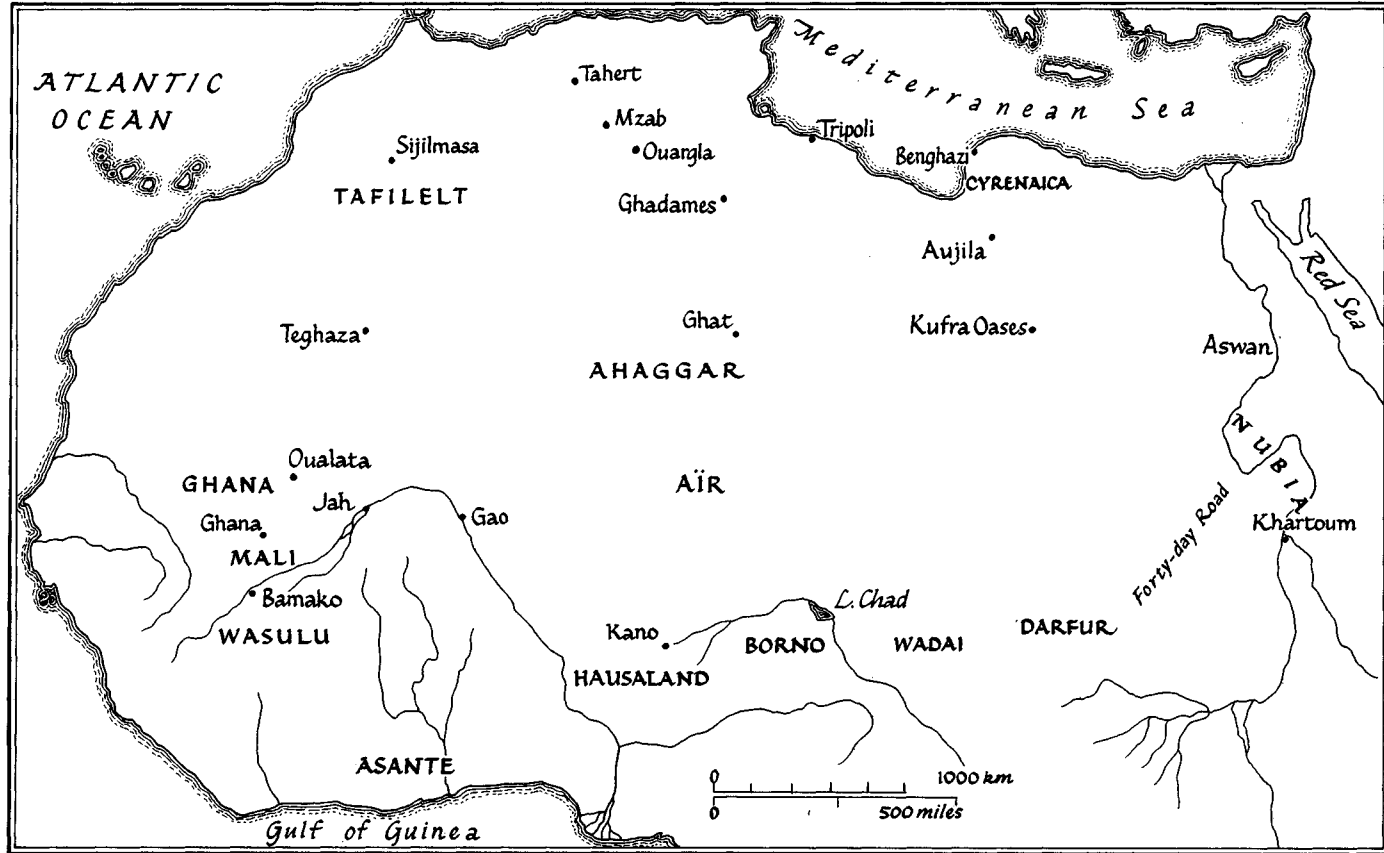 ATLANTIC
OCEAN
Mediterranean Sea
Tahert
Mzab
Sijilmasa
Ouargla
Tripoli
Benghazi
TAFILELT
Ghadames
CYRENAICA
Aujila
Red Sea
Teghaza
Ghat
Kufra Oases
Aswan
AHAGGAR
NUBIA
Oualata
GHANA
AÏR
Jah
Gao
Ghana
Khartoum
MALI
Forty-day Road
Bamako
L. Chad
WASULU
Kano
BORNO
WADAI
DARFUR
HAUSALAND
ASANTE
0 1000 km
0 500 miles
Gulf of Guinea